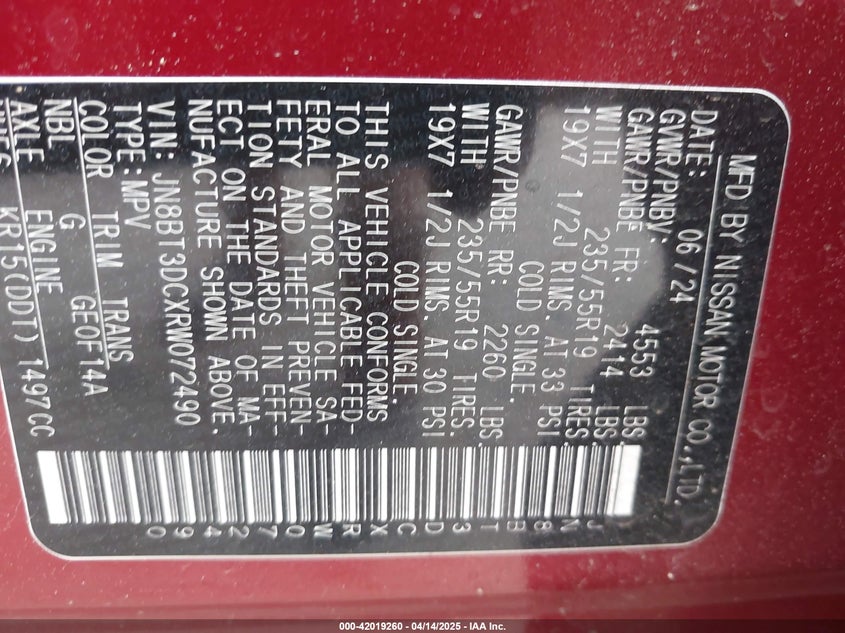 MFD BY NISSAN MOTOR CO.,LTD.
DATE: 06/24
GVWR/PNBV: 4553 LBS.
GAWR/PNBE FR: 2414 LBS.
WITH 235/55R19 TIRES.
19X7 1/2J RIMS. AT 33 PSI
COLD SINGLE.
GAWR/PNBE RR: 2260 LBS.
WITH 235/55R19 TIRES.
19X7 1/2J RIMS. AT 30 PSI
COLD SINGLE.
THIS VEHICLE CONFORMS
TO ALL APPLICABLE FED-
ERAL MOTOR VEHICLE SA-
FETY AND THEFT PREVEN-
TION STANDARDS IN EFF-
ECT ON THE DATE OF MA-
NUFACTURE SHOWN ABOVE.
VIN: JN8BT3DCXRW072490
TYPE:MPV
COLOR TRIM TRANS
NBL G GE0F14A
AXLE ENGINE
KR15(DDT) 1497CC
JN8BT3DCXRW072490
000-42019260 - 04/14/2025 - IAA Inc.